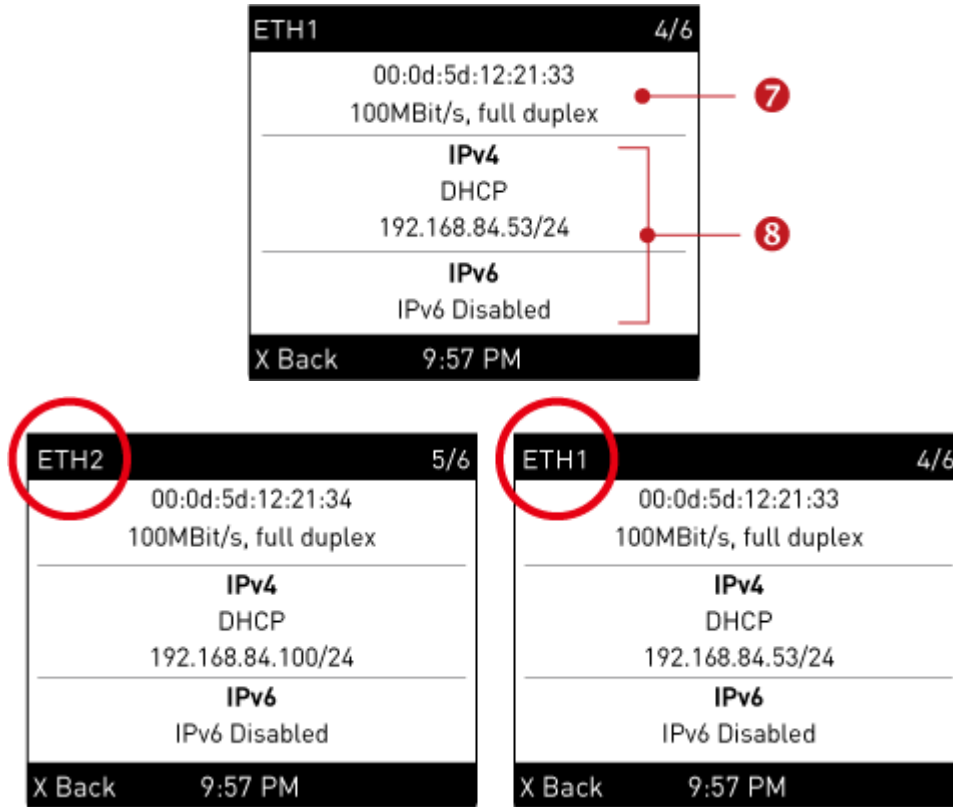 ETH1 4/6
00:0d:5d:12:21:33
100MBit/s, full duplex
7
IPv4
DHCP
192.168.84.53/24
8
IPv6
IPv6 Disabled
X Back 9:57 PM
ETH2 5/6
00:0d:5d:12:21:34
100MBit/s, full duplex
IPv4
DHCP
192.168.84.100/24
IPv6
IPv6 Disabled
X Back 9:57 PM
ETH1 4/6
00:0d:5d:12:21:33
100MBit/s, full duplex
IPv4
DHCP
192.168.84.53/24
IPv6
IPv6 Disabled
X Back 9:57 PM